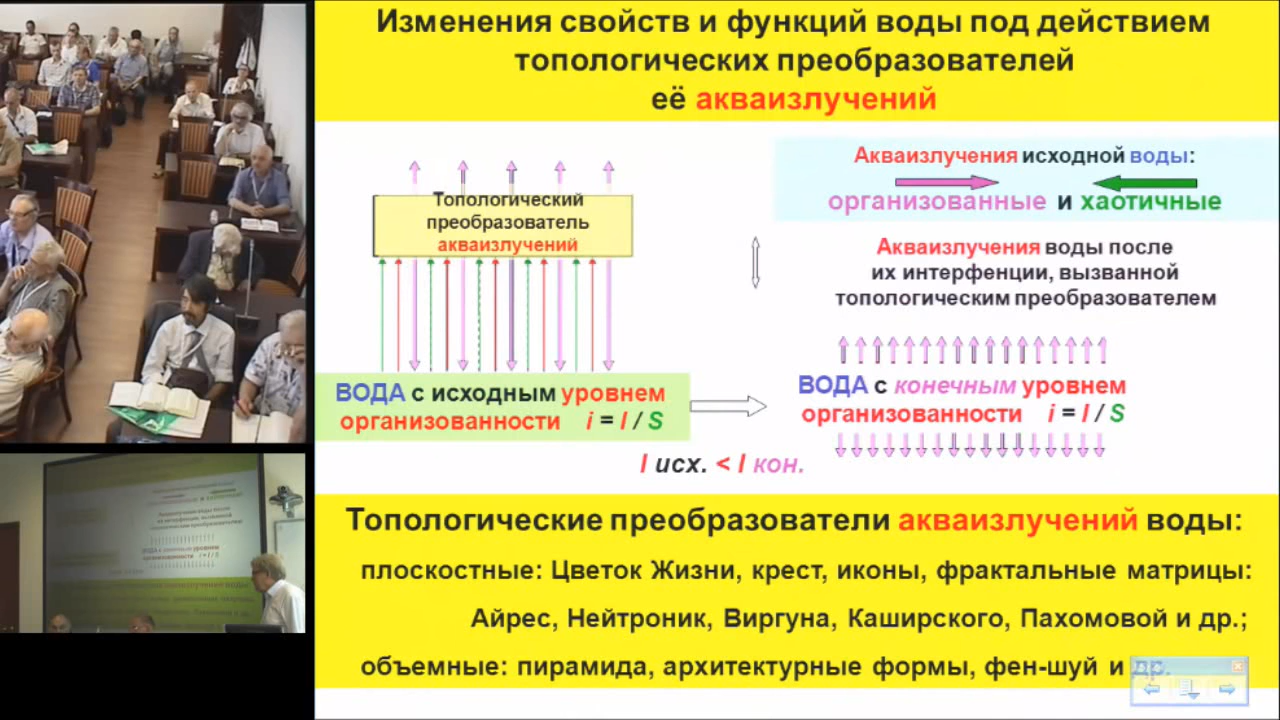 Изменения свойств и функций воды под действием
топологических преобразователей
её акваизлучений
Топологический
преобразователь
акваизлучений
ВОДА с исходным уровнем
организованности i = I / S
Акваизлучения исходной воды:
организованные и хаотичные
Акваизлучения воды после
их интерфенции, вызванной
топологическим преобразователем
ВОДА с конечным уровнем
организованности i = I / S
I исх. < I кон.
Топологические преобразователи акваизлучений воды:
плоскостные: Цветок Жизни, крест, иконы, фрактальные матрицы:
Айрес, Нейтроник, Виргуна, Каширского, Пахомовой и др.;
объемные: пирамида, архитектурные формы, фен-шуй и др.